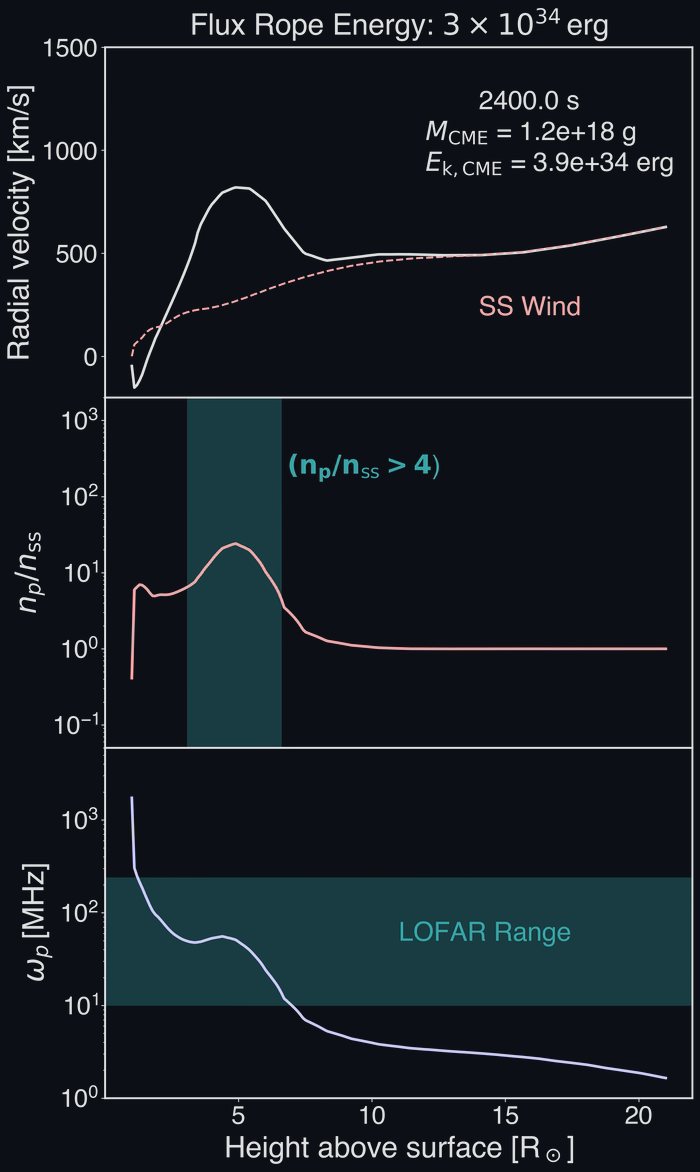 Flux Rope Energy: 3 × 10³⁴ erg
1500
1000
500
0
Radial velocity [km/s]
2400.0 s
M_CME = 1.2e+18 g
E_k, CME = 3.9e+34 erg
SS Wind
10³
10²
10¹
10⁰
10⁻¹
n_p/n_ss
(n_p/n_ss > 4)
10³
10²
10¹
10⁰
ω_p [MHz]
LOFAR Range
5 10 15 20
Height above surface [R_⊙]